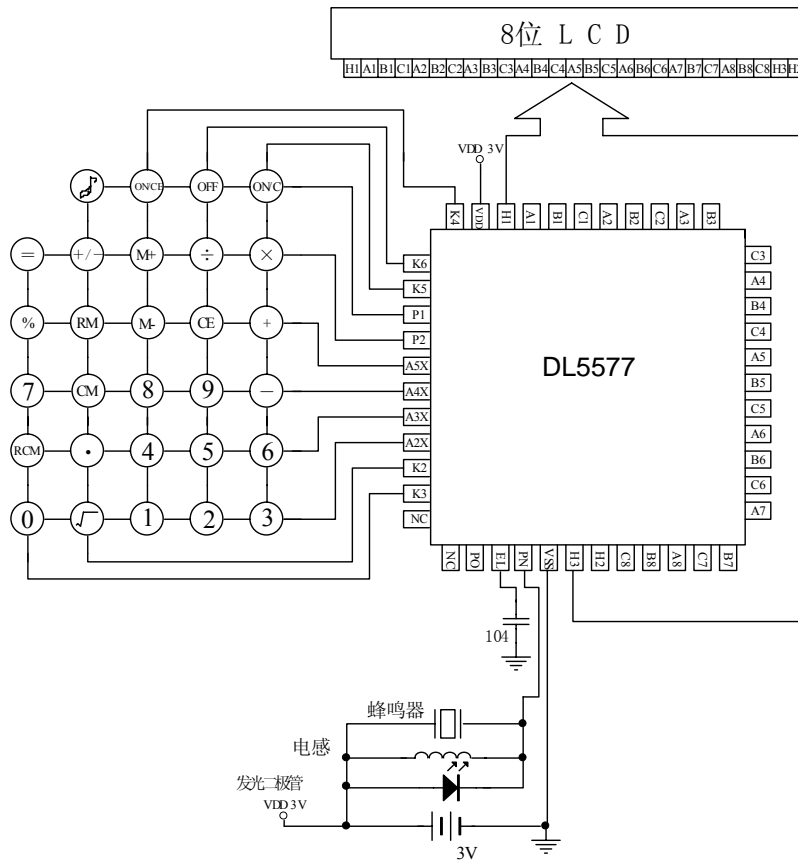 8位 L C D
H1 A1 B1 C1 A2 B2 C2 A3 B3 C3 A4 B4 C4 A5 B5 C5 A6 B6 C6 A7 B7 C7 A8 B8 C8 H3 H2
VDD 3V
K4 VDD H1 A1 B1 C1 A2 B2 C2 A3 B3
ON/CE OFF ON/C
= +/- M+ ÷ ×
% RM M- CE +
7 CM 8 9 −
RCM • 4 5 6
0 √ 1 2 3
K6
K5
P1
P2
A5X
A4X
A3X
A2X
K2
K3
NC
DL5577
C3
A4
B4
C4
A5
B5
C5
A6
B6
C6
A7
NC PO EL PN VSS H3 H2 C8 B8 A8 C7 B7
104
蜂鸣器
电感
发光二极管
VDD 3V
3V